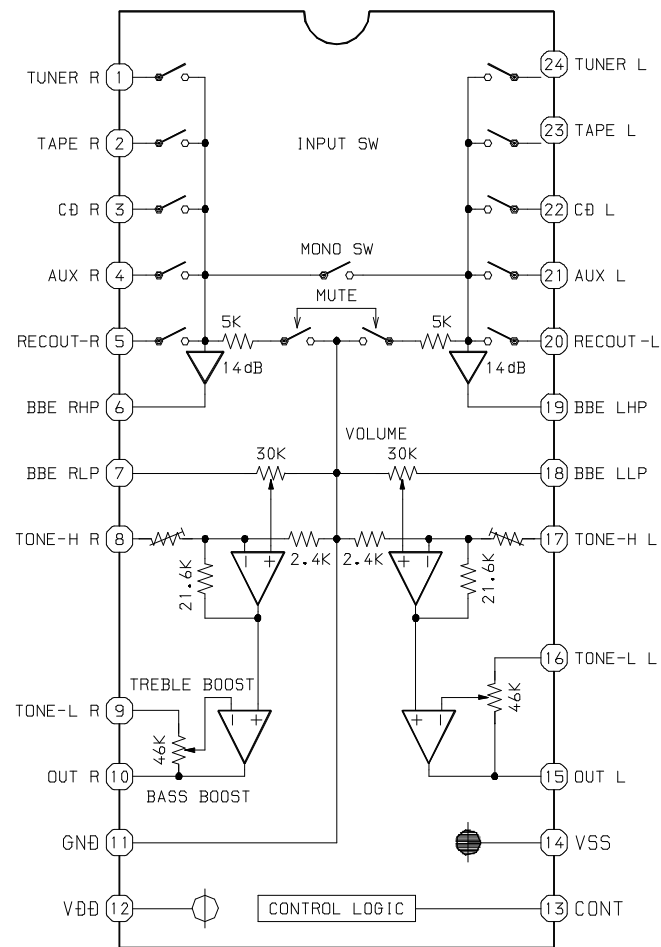 TUNER R 1 24 TUNER L
TAPE R 2 INPUT SW 23 TAPE L
CD R 3 22 CD L
MONO SW
AUX R 4 21 AUX L
MUTE
5K 5K
RECOUT-R 5 20 RECOUT-L
14dB 14dB
BBE RHP 6 19 BBE LHP
VOLUME
30K 30K
BBE RLP 7 18 BBE LLP
TONE-H R 8 17 TONE-H L
− + + −
2.4K 2.4K
21.6K 21.6K
16 TONE-L L
TREBLE BOOST
46K
TONE-L R 9
− + + −
46K
OUT R 10 15 OUT L
BASS BOOST
GND 11 14 VSS
VDD 12 CONTROL LOGIC 13 CONT